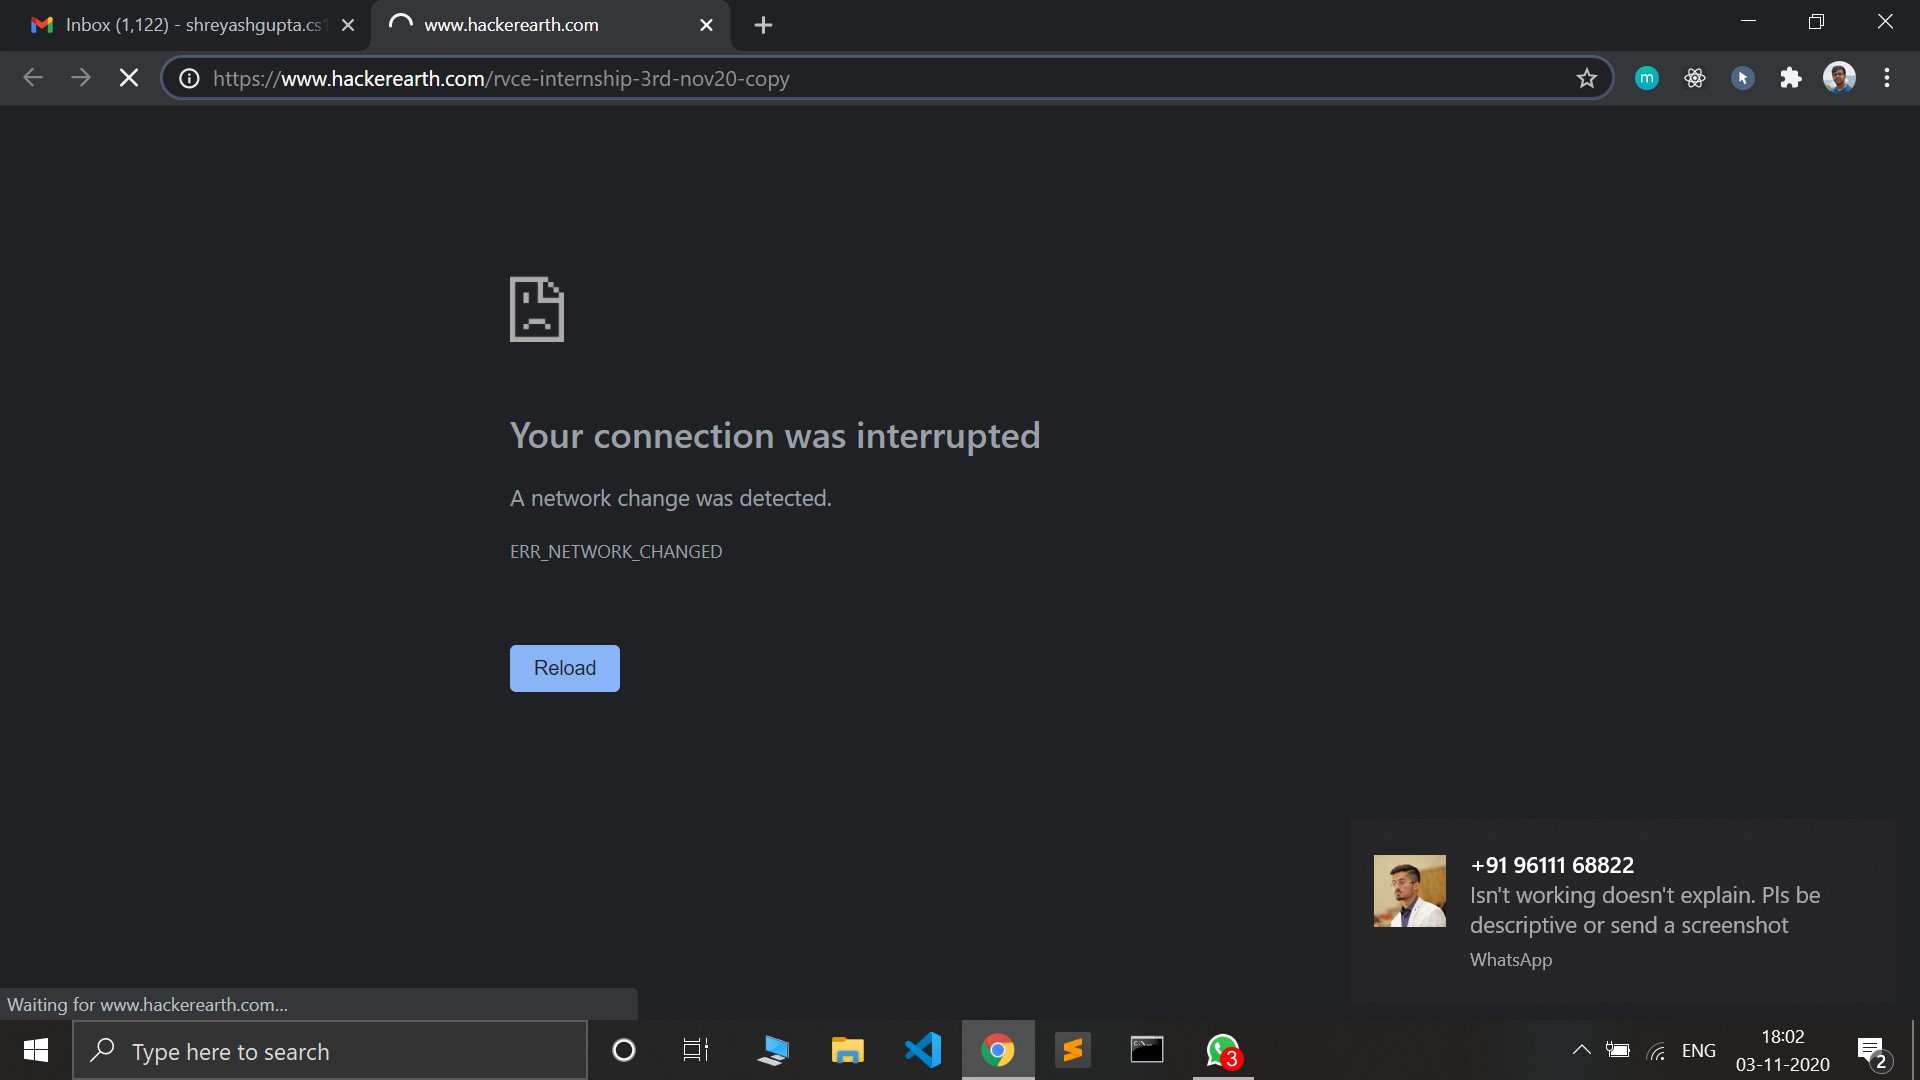 Inbox (1,122) - shreyashgupta.cs1
www.hackerearth.com
https://www.hackerearth.com/rvce-internship-3rd-nov20-copy
m
Your connection was interrupted
A network change was detected.
ERR_NETWORK_CHANGED
Reload
+91 96111 68822
Isn't working doesn't explain. Pls be
descriptive or send a screenshot
WhatsApp
Waiting for www.hackerearth.com...
Type here to search
3
ENG
18:02
03-11-2020
2